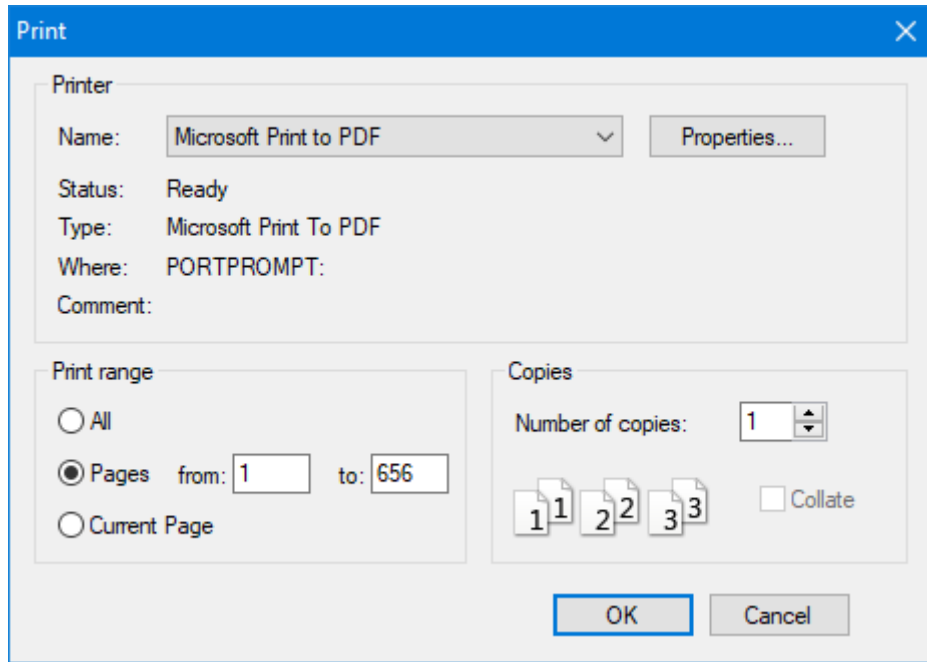 Print
Printer
Name: Microsoft Print to PDF Properties...
Status: Ready
Type: Microsoft Print To PDF
Where: PORTPROMPT:
Comment:
Print range
All
Pages from: 1 to: 656
Current Page
Copies
Number of copies: 1
1 1 2 2 3 3 Collate
OK Cancel